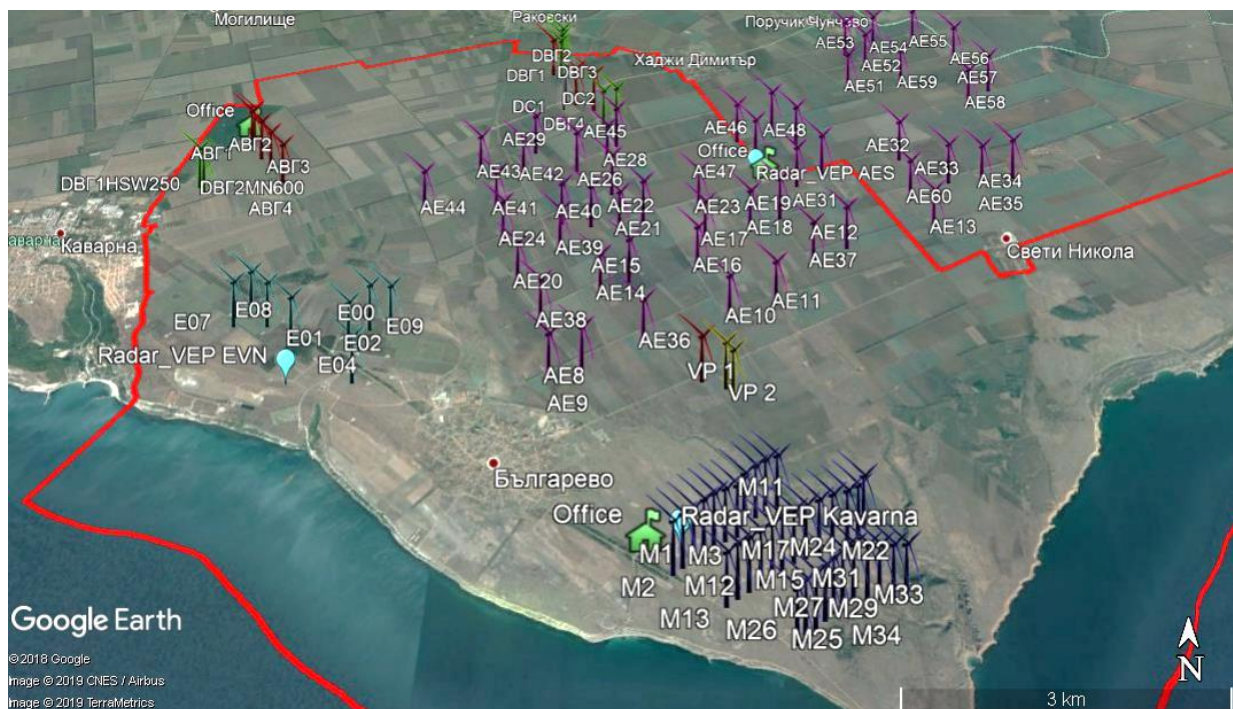 Могилище
Раковски
Поручик Чунчево
Хаджи Димитър
AE53
AE54
AE55
AE52
AE56
AE51
AE59
AE57
AE58
ДВГ2
ДВГ1
ДВГ3
DC1
DC2
ДВГ4
AE45
Office
АВГ1
АВГ2
АВГ3
АВГ4
ДВГ1HSW250
ДВГ2MN600
AE29
AE28
AE43
AE42
AE26
AE46
AE48
Office
AE47
Radar_VEP AES
AE32
AE33
AE34
AE60
AE35
AE13
AE44
AE41
AE40
AE22
AE21
AE23
AE19
AE31
AE18
AE17
AE12
AE24
AE39
AE16
AE37
AE15
AE20
AE14
AE10
AE11
AE38
AE36
Каварна
Свети Никола
E08
E07
E00
E09
E01
E02
E04
Radar_VEP EVN
AE8
AE9
VP 1
VP 2
Българево
M11
Office
Radar_VEP Kavarna
M1
M3
M17
M24
M22
M2
M12
M15
M31
M33
M13
M27
M29
M26
M25
M34
Google Earth
© 2018 Google
Image © 2019 CNES / Airbus
Image © 2019 TerraMetrics
N
3 km